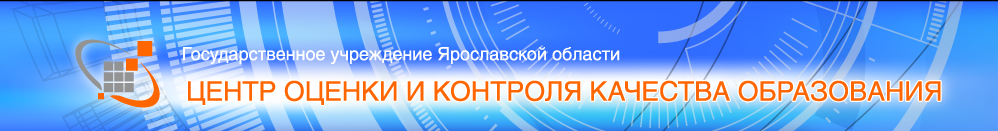 Государственное учреждение Ярославской области
ЦЕНТР ОЦЕНКИ И КОНТРОЛЯ КАЧЕСТВА ОБРАЗОВАНИЯ